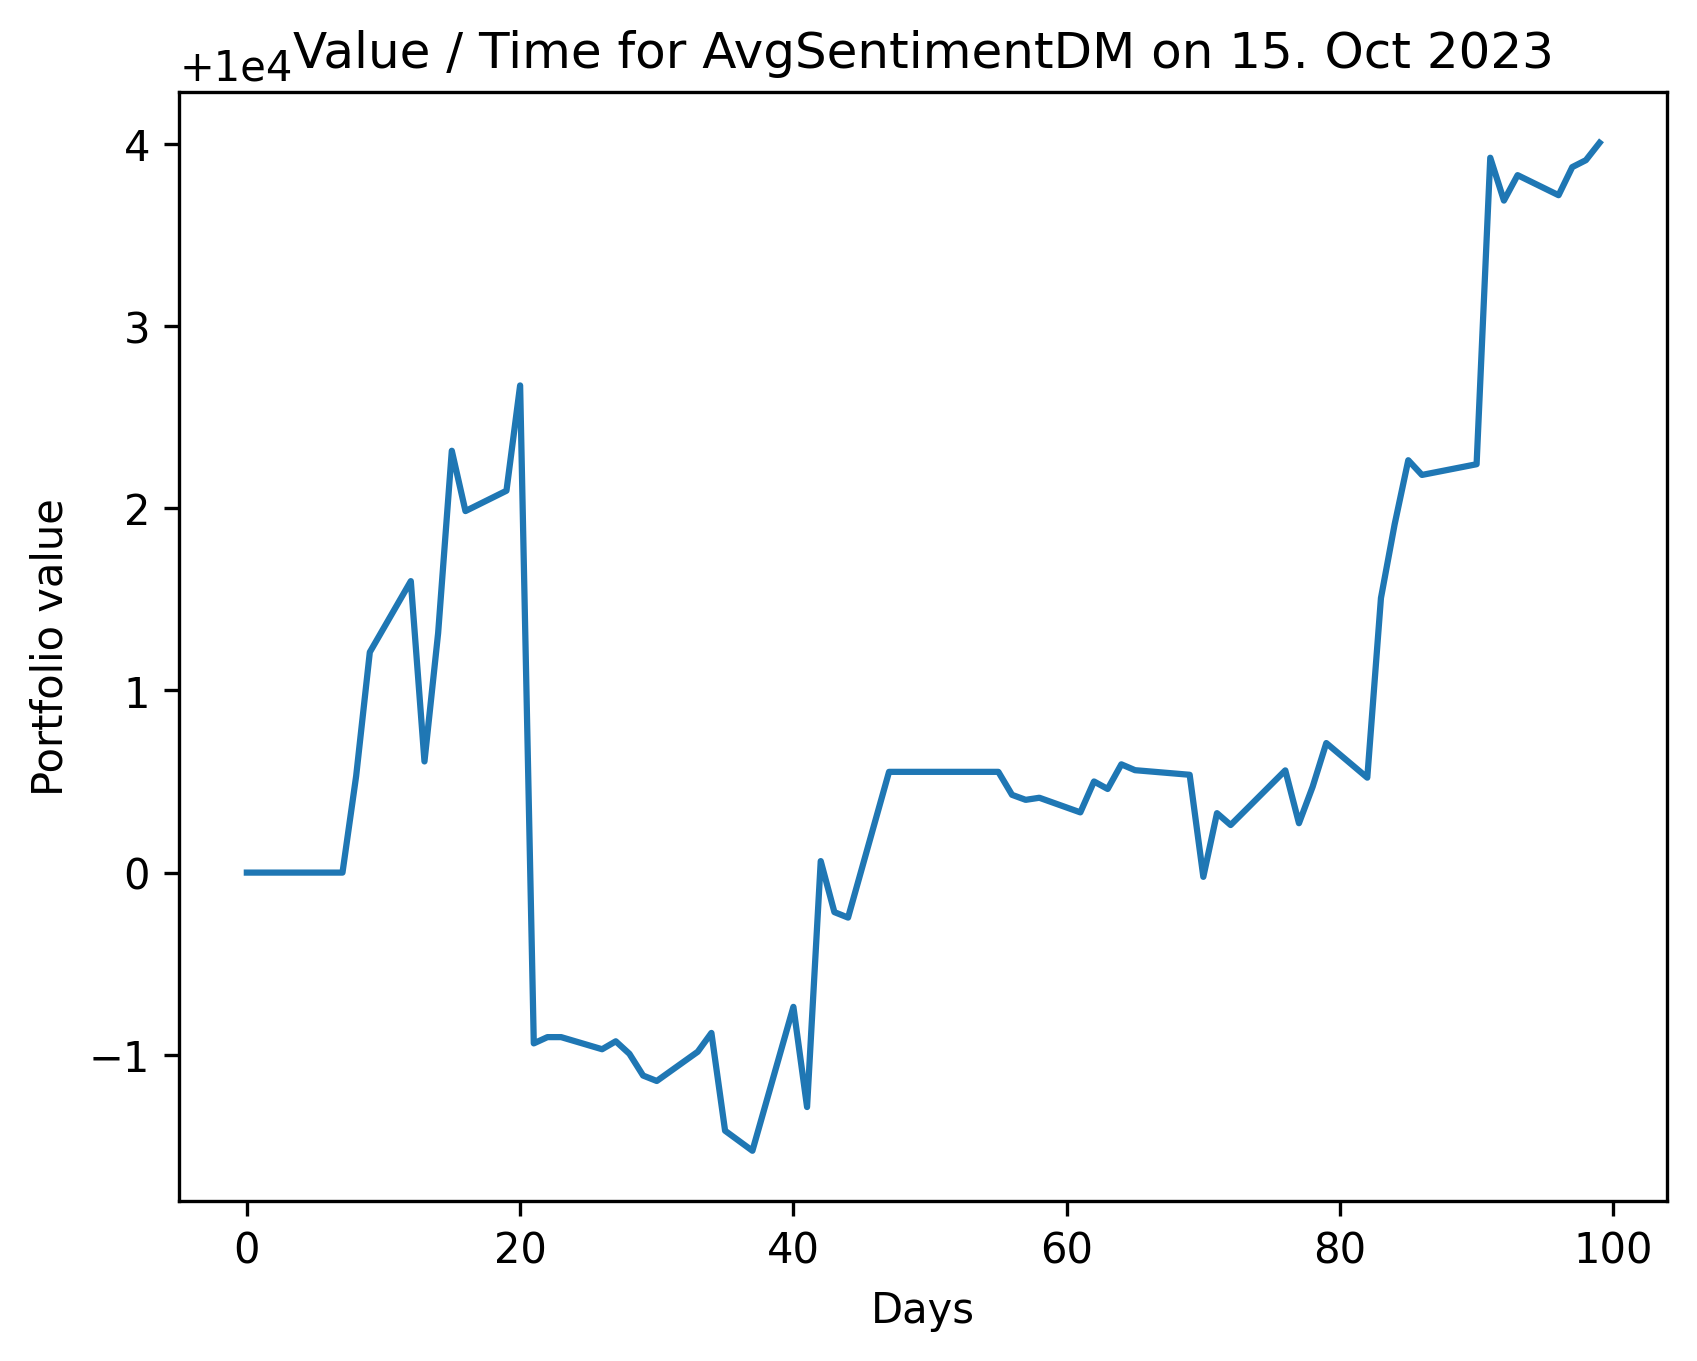 Value / Time for AvgSentimentDM on 15. Oct 2023
+1e4
4
3
2
1
0
−1
Portfolio value
0 20 40 60 80 100
Days